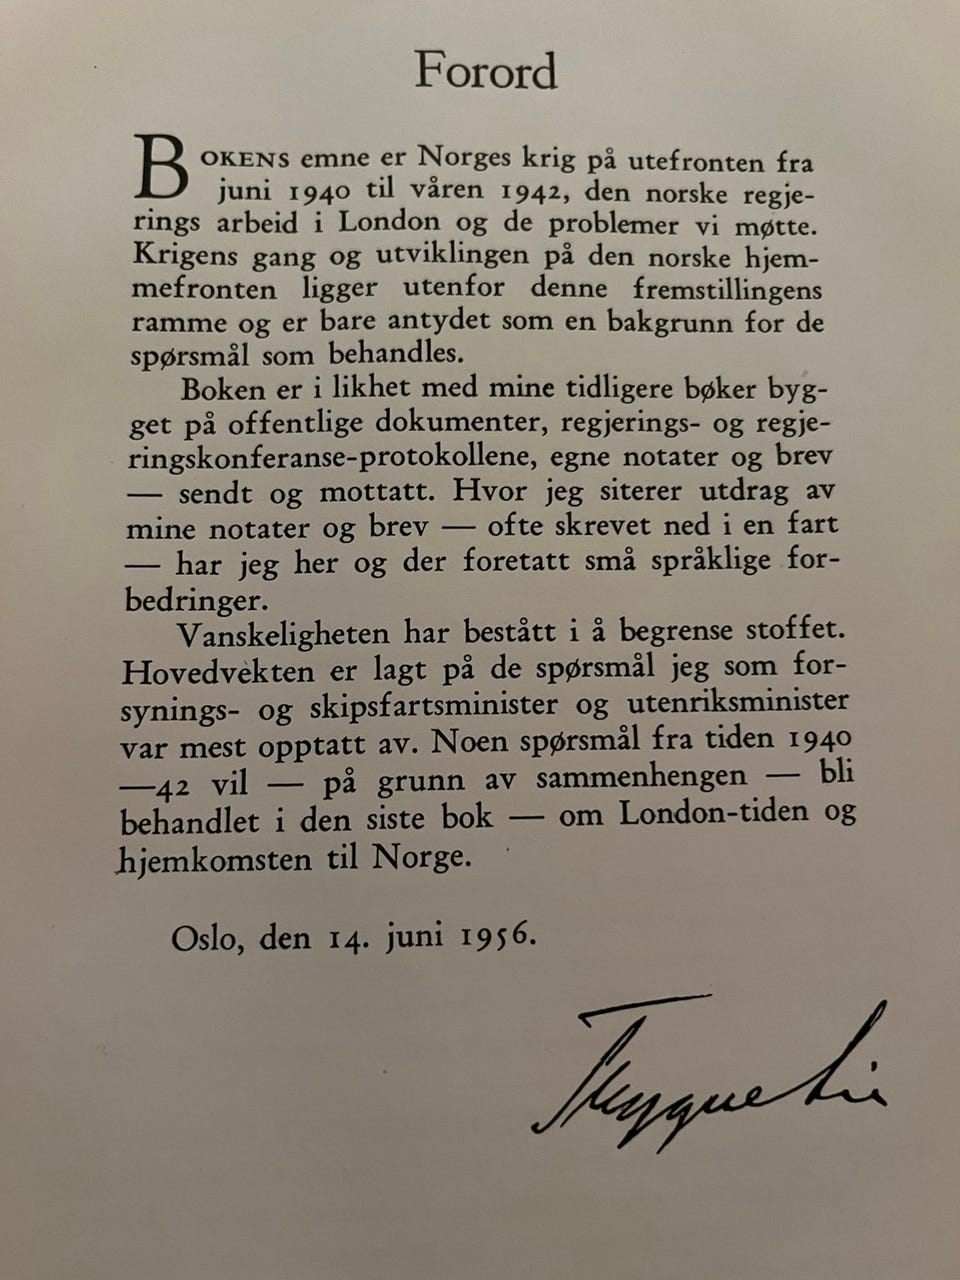 Forord
BOKENS emne er Norges krig på utefronten fra
juni 1940 til våren 1942, den norske regje-
rings arbeid i London og de problemer vi møtte.
Krigens gang og utviklingen på den norske hjem-
mefronten ligger utenfor denne fremstillingens
ramme og er bare antydet som en bakgrunn for de
spørsmål som behandles.
Boken er i likhet med mine tidligere bøker byg-
get på offentlige dokumenter, regjerings- og regje-
ringskonferanse-protokollene, egne notater og brev
— sendt og mottatt. Hvor jeg siterer utdrag av
mine notater og brev — ofte skrevet ned i en fart
— har jeg her og der foretatt små språklige for-
bedringer.
Vanskeligheten har bestått i å begrense stoffet.
Hovedvekten er lagt på de spørsmål jeg som for-
synings- og skipsfartsminister og utenriksminister
var mest opptatt av. Noen spørsmål fra tiden 1940
—42 vil — på grunn av sammenhengen — bli
behandlet i den siste bok — om London-tiden og
hjemkomsten til Norge.
Oslo, den 14. juni 1956.
Trygve Lie